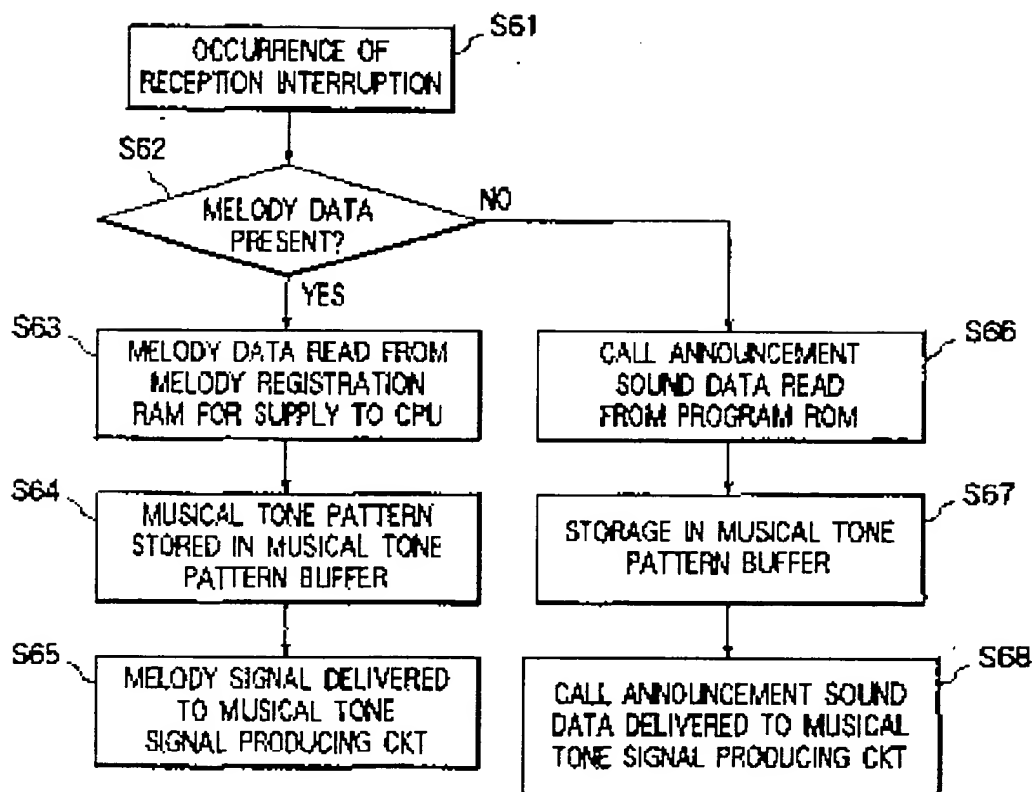 S61
OCCURRENCE OF
RECEPTION INTERRUPTION
S62
MELODY DATA
PRESENT?
NO
YES
S63
MELODY DATA READ FROM
MELODY REGISTRATION
RAM FOR SUPPLY TO CPU
S66
CALL ANNOUNCEMENT
SOUND DATA READ
FROM PROGRAM ROM
S64
MUSICAL TONE PATTERN
STORED IN MUSICAL TONE
PATTERN BUFFER
S67
STORAGE IN MUSICAL TONE
PATTERN BUFFER
S65
MELODY SIGNAL DELIVERED
TO MUSICAL TONE
SIGNAL PRODUCING CKT
S68
CALL ANNOUNCEMENT SOUND
DATA DELIVERED TO MUSICAL
TONE SIGNAL PRODUCING CKT